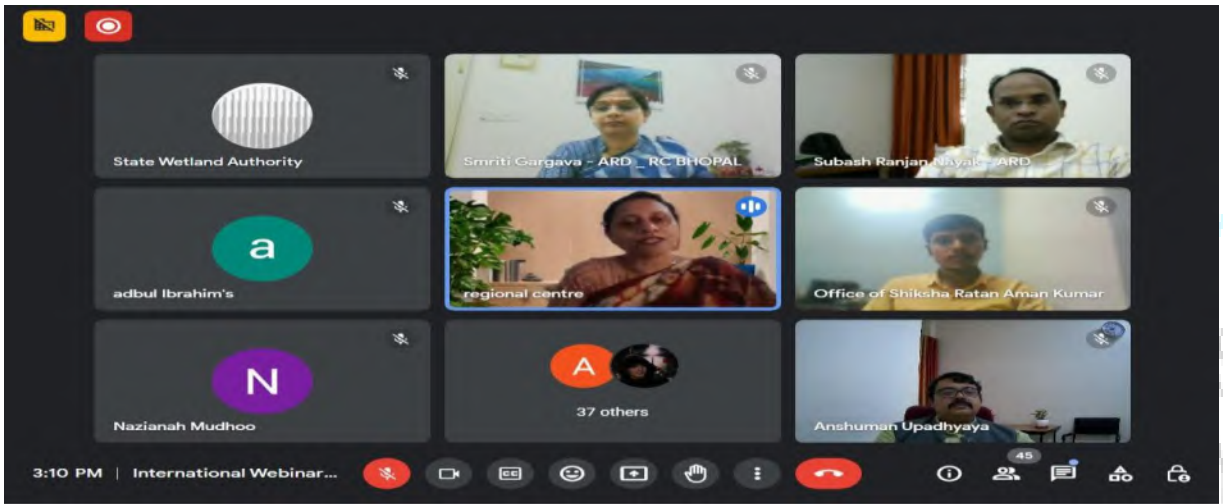 State Wetland Authority
Smriti Gargava - ARD _ RC BHOPAL
Subash Ranjan Nayak - ARD
a
adbul Ibrahim's
regional centre
Office of Shiksha Ratan Aman Kumar
N
Nazianah Mudhoo
A
37 others
Anshuman Upadhyaya
3:10 PM | International Webinar...
CC
45